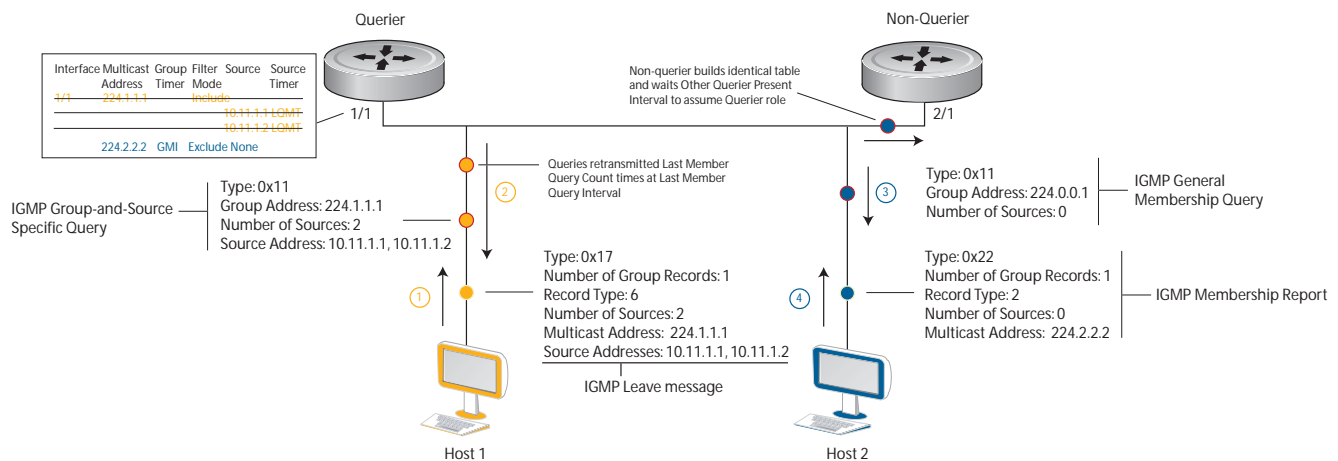 Querier
Non-Querier
Interface Multicast Group Filter Source Source
Address Timer Mode Timer
1/1 224.1.1.1 Include
10.11.1.1 LQMT
10.11.1.2 LQMT
224.2.2.2 GMI Exclude None
1/1
Non-querier builds identical table
and waits Other Querier Present
Interval to assume Querier role
2/1
Queries retransmitted Last Member
Query Count times at Last Member
Query Interval
2
IGMP Group-and-Source
Specific Query
Type: 0x11
Group Address: 224.1.1.1
Number of Sources: 2
Source Address: 10.11.1.1, 10.11.1.2
3
Type: 0x11
Group Address: 224.0.0.1
Number of Sources: 0
IGMP General
Membership Query
1
Type: 0x17
Number of Group Records: 1
Record Type: 6
Number of Sources: 2
Multicast Address: 224.1.1.1
Source Addresses: 10.11.1.1, 10.11.1.2
IGMP Leave message
4
Type: 0x22
Number of Group Records: 1
Record Type: 2
Number of Sources: 0
Multicast Address: 224.2.2.2
IGMP Membership Report
Host 1
Host 2